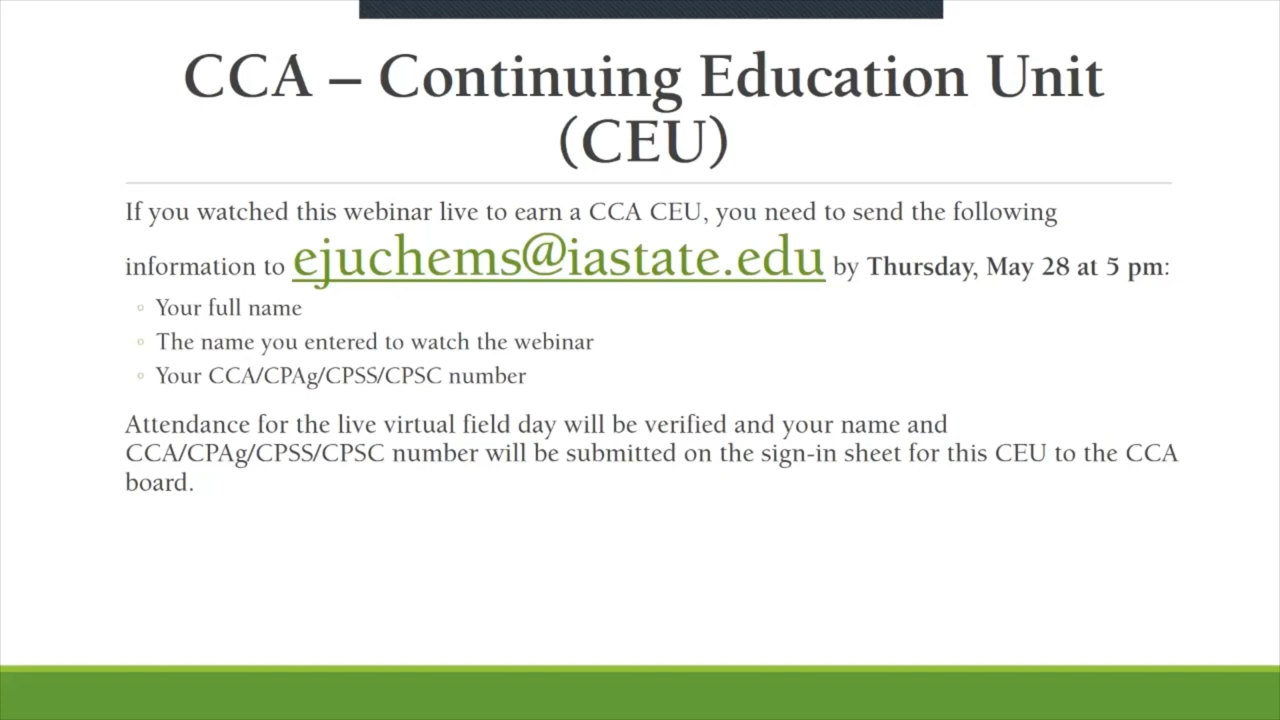 CCA – Continuing Education Unit
(CEU)
If you watched this webinar live to earn a CCA CEU, you need to send the following
information to ejuchems@iastate.edu by Thursday, May 28 at 5 pm:
◦ Your full name
◦ The name you entered to watch the webinar
◦ Your CCA/CPAg/CPSS/CPSC number
Attendance for the live virtual field day will be verified and your name and
CCA/CPAg/CPSS/CPSC number will be submitted on the sign-in sheet for this CEU to the CCA
board.